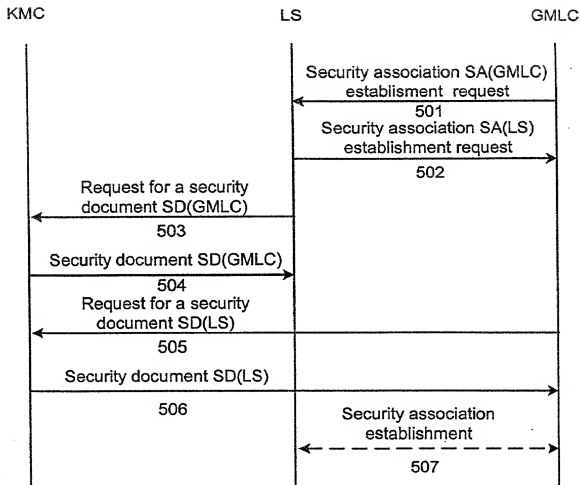 KMC LS GMLC
Security association SA(GMLC)
establisment request
501
Security association SA(LS)
establishment request
502
Request for a security
document SD(GMLC)
503
Security document SD(GMLC)
504
Request for a security
document SD(LS)
505
Security document SD(LS)
506
Security association
establishment
507